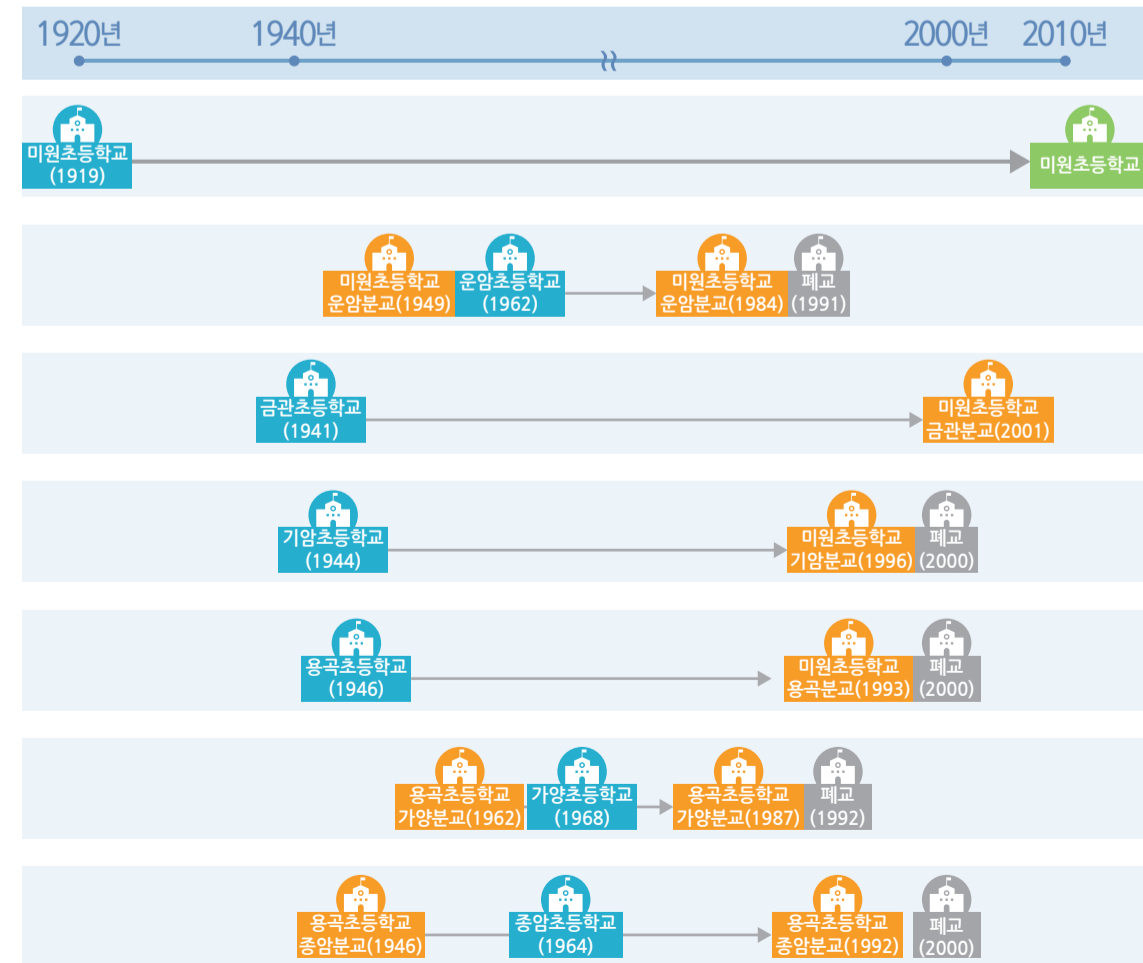 1920년 1940년 2000년 2010년
미원초등학교
(1919)
미원초등학교
미원초등학교
운암분교(1949)
운암초등학교
(1962)
미원초등학교
운암분교(1984)
폐교
(1991)
금관초등학교
(1941)
미원초등학교
금관분교(2001)
기암초등학교
(1944)
미원초등학교
기암분교(1996)
폐교
(2000)
용곡초등학교
(1946)
미원초등학교
용곡분교(1993)
폐교
(2000)
용곡초등학교
가양분교(1962)
가양초등학교
(1968)
용곡초등학교
가양분교(1987)
폐교
(1992)
용곡초등학교
종암분교(1946)
종암초등학교
(1964)
용곡초등학교
종암분교(1992)
폐교
(2000)